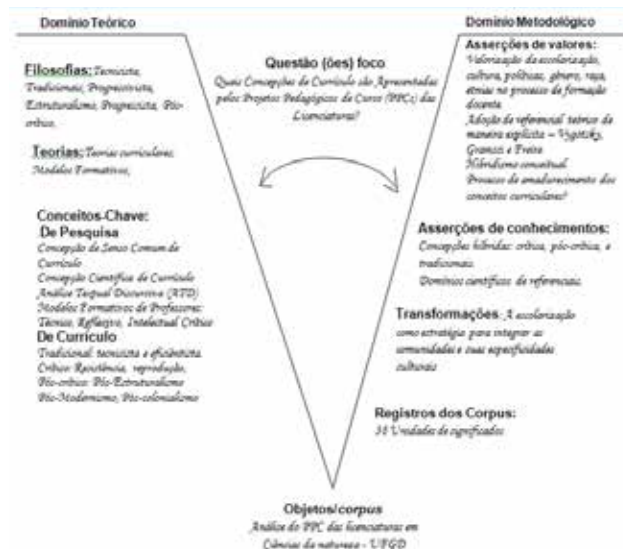 Domínio Teórico
Filosofias: Tecnicista,
Tradicionais, Progressivista,
Estruturalismo, Progressista, Pós-
crítico.
Teorias: Teorias curriculares,
Modelos Formativos,
Conceitos-Chave:
De Pesquisa
Concepção de Senso Comum de
Currículo
Concepção Científica de Currículo
Análise Textual Discursiva (ATD)
Modelos Formativos de Professores:
Técnico, Reflexivo, Intelectual Crítico
De Currículo
Tradicional: tecnicista e eficientista
Crítico: Resistência, reprodução,
Pós-crítico: Pós-Estruturalismo
Pós-Modernismo, Pós-colonialismo
Questão (ões) foco
Quais Concepções de Currículo são Apresentadas
pelos Projetos Pedagógicos de Curso (PPCs) das
Licenciaturas?
Domínio Metodológico
Asserções de valores:
Valorização da escolarização,
cultura, políticas, gênero, raça,
etnias no processo de formação
docente
Adoção de referencial teórico de
maneira explícita – Vygotsky,
Gramsci e Freire
Hibridismo conceitual
Processo de amadurecimento dos
conceitos curriculares?
Asserções de conhecimentos:
Concepções híbridas: crítica, pós-crítica, e
tradicionais.
Domínios científicos de referenciais.
Transformações: A escolarização
como estratégia para integrar as
comunidades e suas especificidades
culturais
Registros dos Corpus:
Unidades de significados
Objetos/corpus
Análise do PPC das licenciaturas em
Ciências da natureza - UFGD